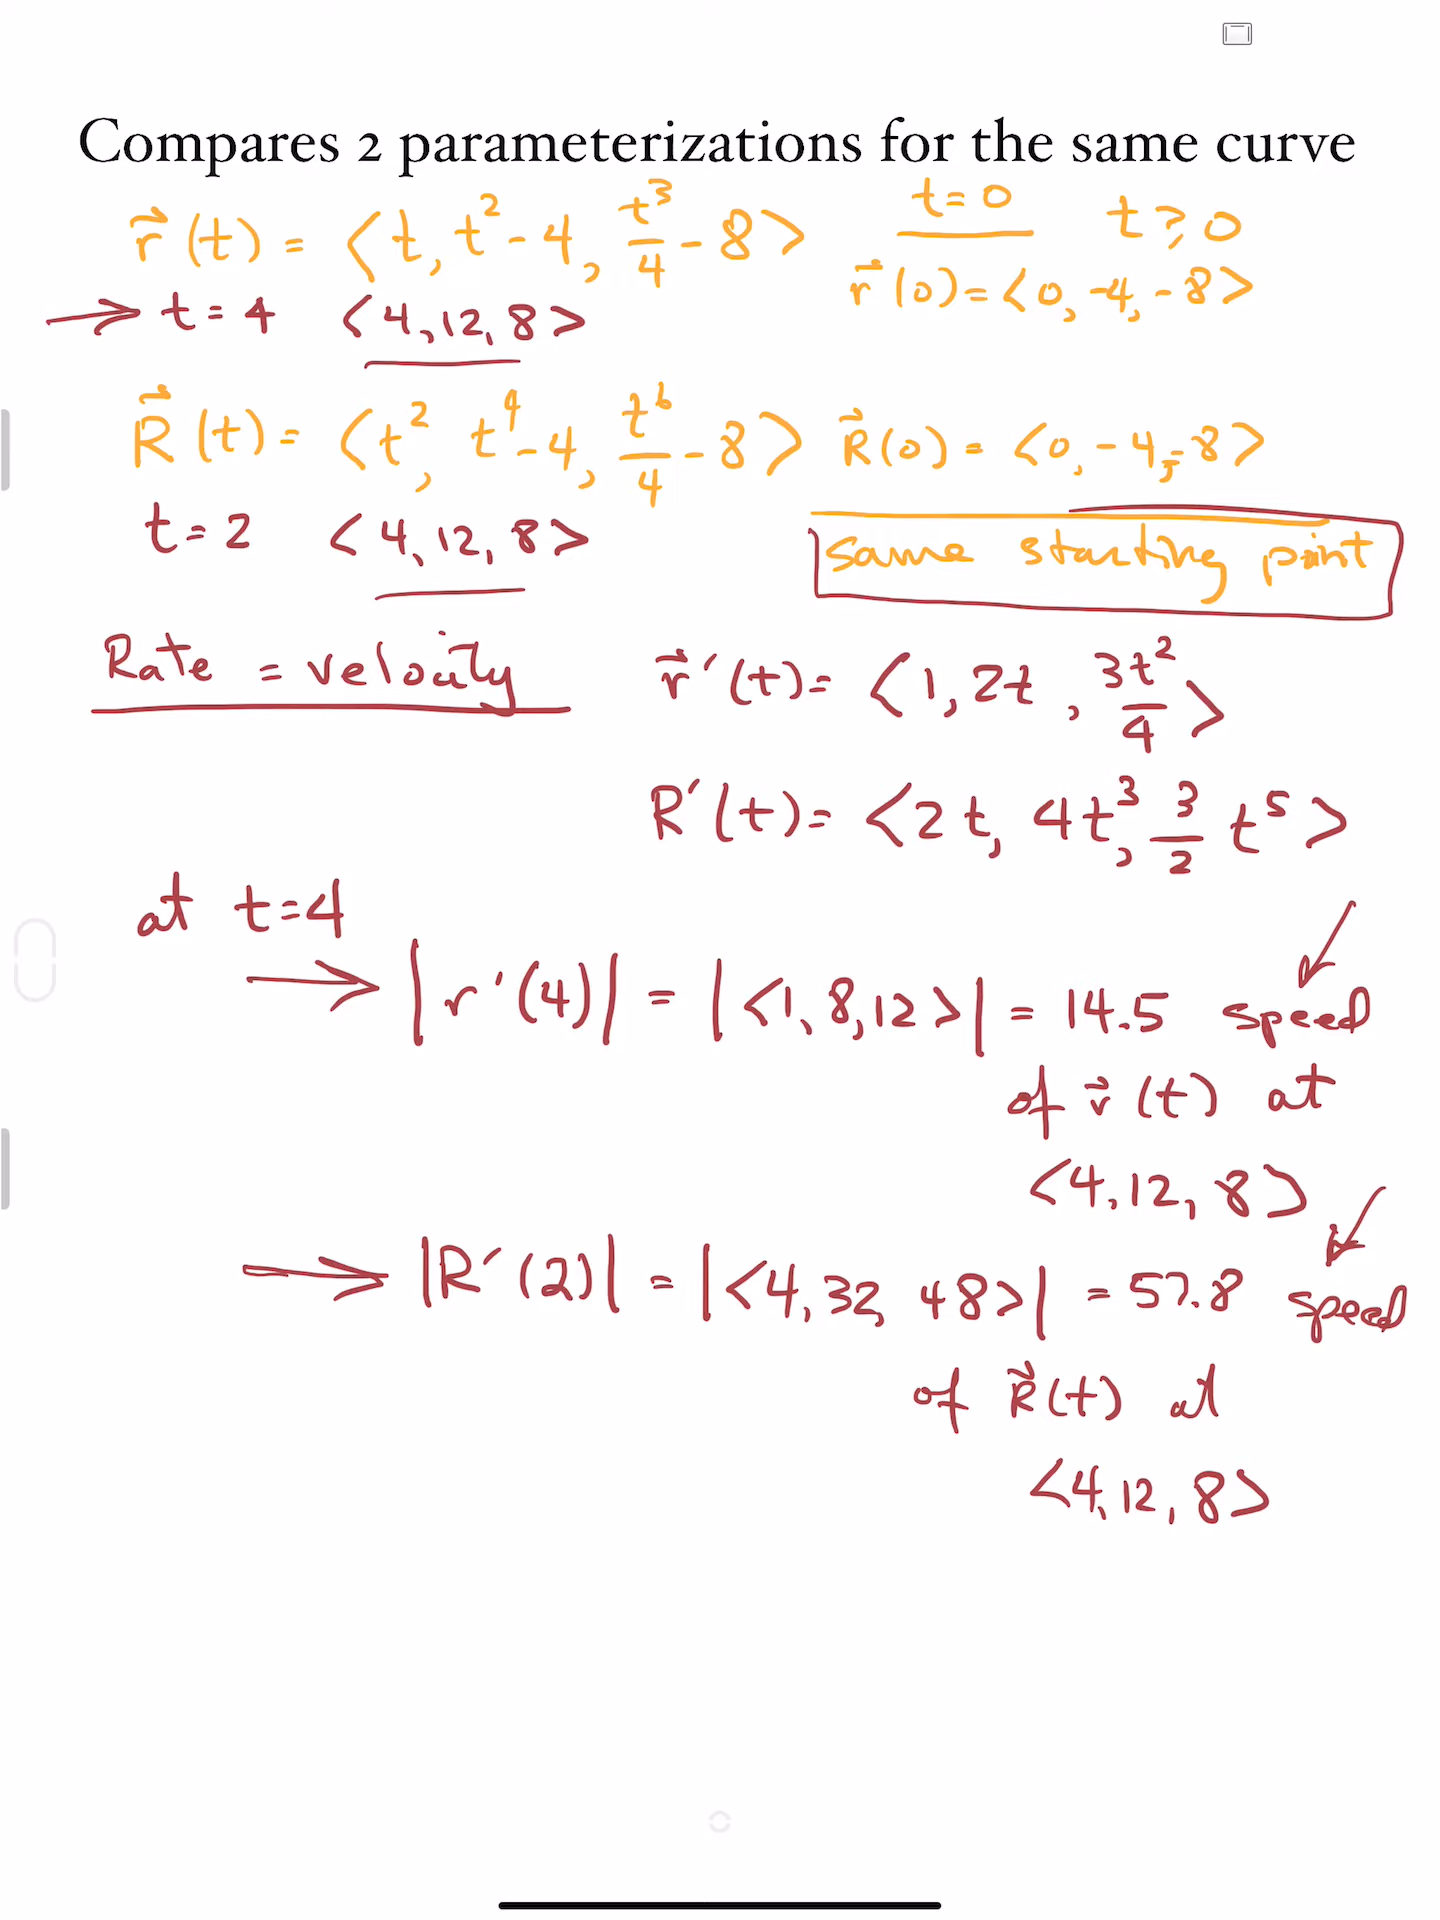 Compares 2 parameterizations for the same curve
r⃗(t) = <t, t²-4, t³/4 - 8> t=0 t ≥ 0
r⃗(0) = <0, -4, -8>
→ t=4 <4, 12, 8>
R⃗(t) = <t², t⁴-4, t⁶/4 - 8> R⃗(0) = <0, -4, -8>
t=2 <4, 12, 8>
same starting point
Rate = velocity r⃗'(t) = <1, 2t, 3t²/4>
R'(t) = <2t, 4t³, 3/2 t⁵>
at t=4
→ |r'(4)| = |<1, 8, 12>| = 14.5 speed
of r⃗(t) at
<4, 12, 8>
→ |R'(2)| = |<4, 32, 48>| = 57.8 speed
of R⃗(t) at
<4, 12, 8>